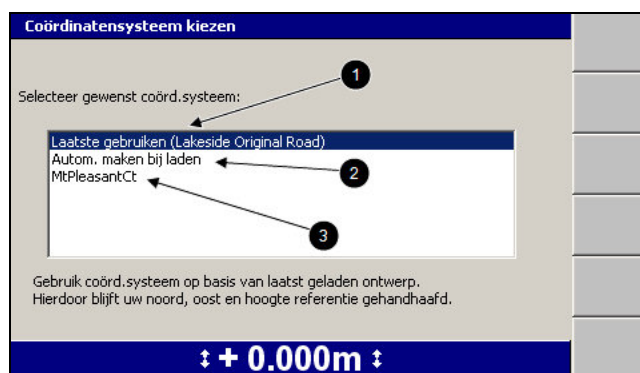 Coördinatensysteem kiezen
1
Selecteer gewenst coörd.systeem:
Laatste gebruiken (Lakeside Original Road)
Autom. maken bij laden
2
MtPleasantCt
3
Gebruik coörd.systeem op basis van laatst geladen ontwerp.
Hierdoor blijft uw noord, oost en hoogte referentie gehandhaafd.
↕ + 0.000m ↕